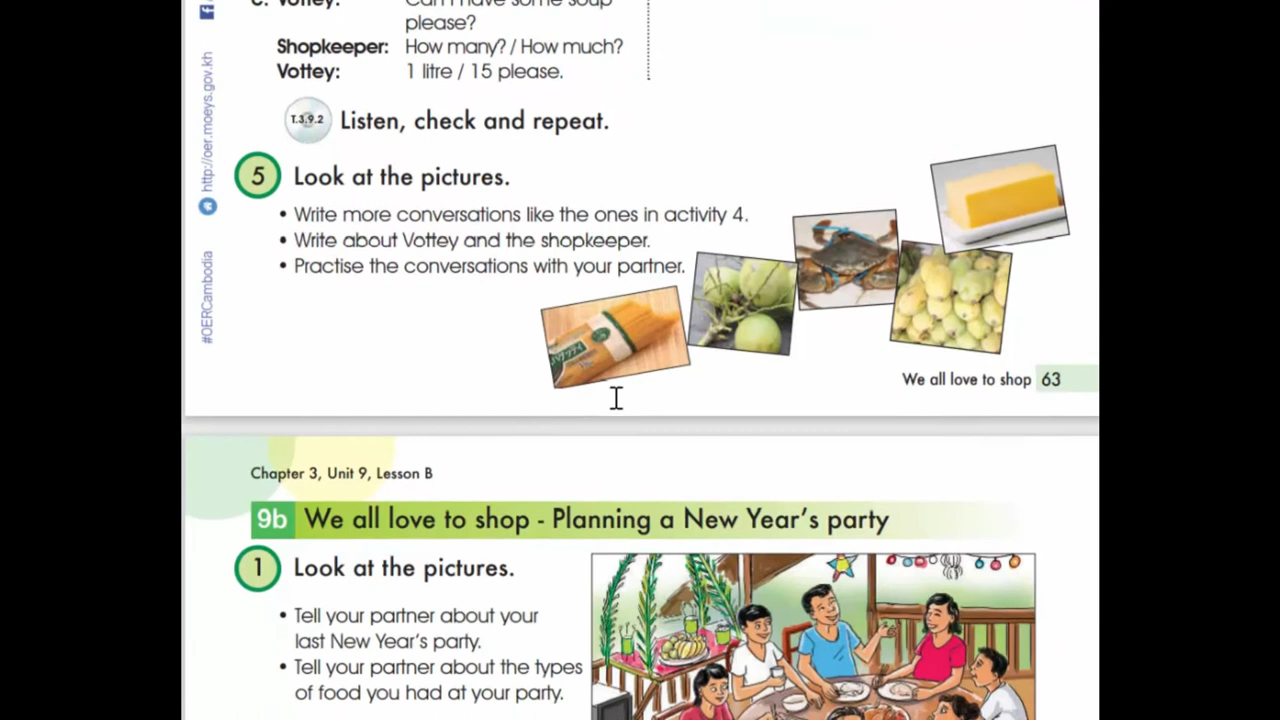 C. Vottey: Can I have some soup
please?
Shopkeeper: How many? / How much?
Vottey: 1 litre / 15 please.
T.3.9.2 Listen, check and repeat.
5 Look at the pictures.
• Write more conversations like the ones in activity 4.
• Write about Vottey and the shopkeeper.
• Practise the conversations with your partner.
We all love to shop 63
http://oer.moeys.gov.kh
#OERCambodia
Chapter 3, Unit 9, Lesson B
9b We all love to shop - Planning a New Year's party
1 Look at the pictures.
• Tell your partner about your
last New Year's party.
• Tell your partner about the types
of food you had at your party.